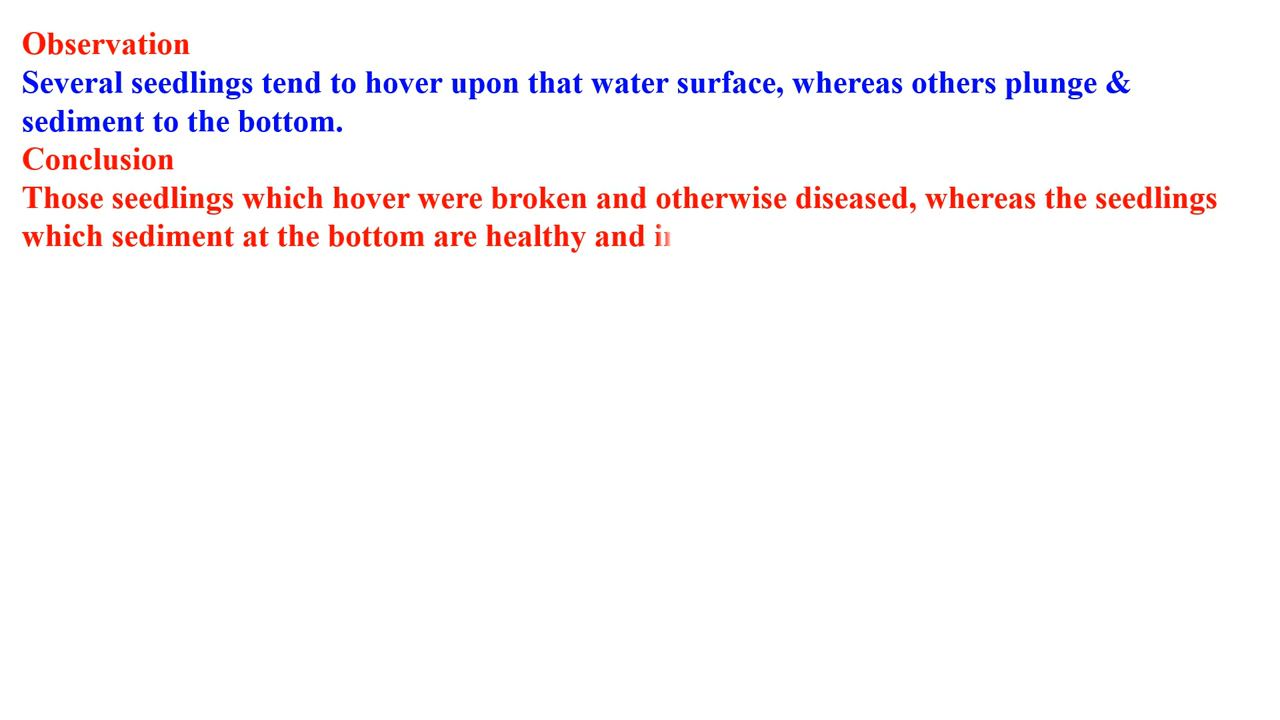 Observation
Several seedlings tend to hover upon that water surface, whereas others plunge &
sediment to the bottom.
Conclusion
Those seedlings which hover were broken and otherwise diseased, whereas the seedlings
which sediment at the bottom are healthy and